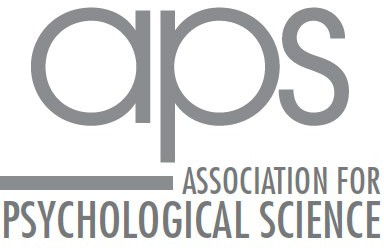 aps
ASSOCIATION FOR
PSYCHOLOGICAL SCIENCE